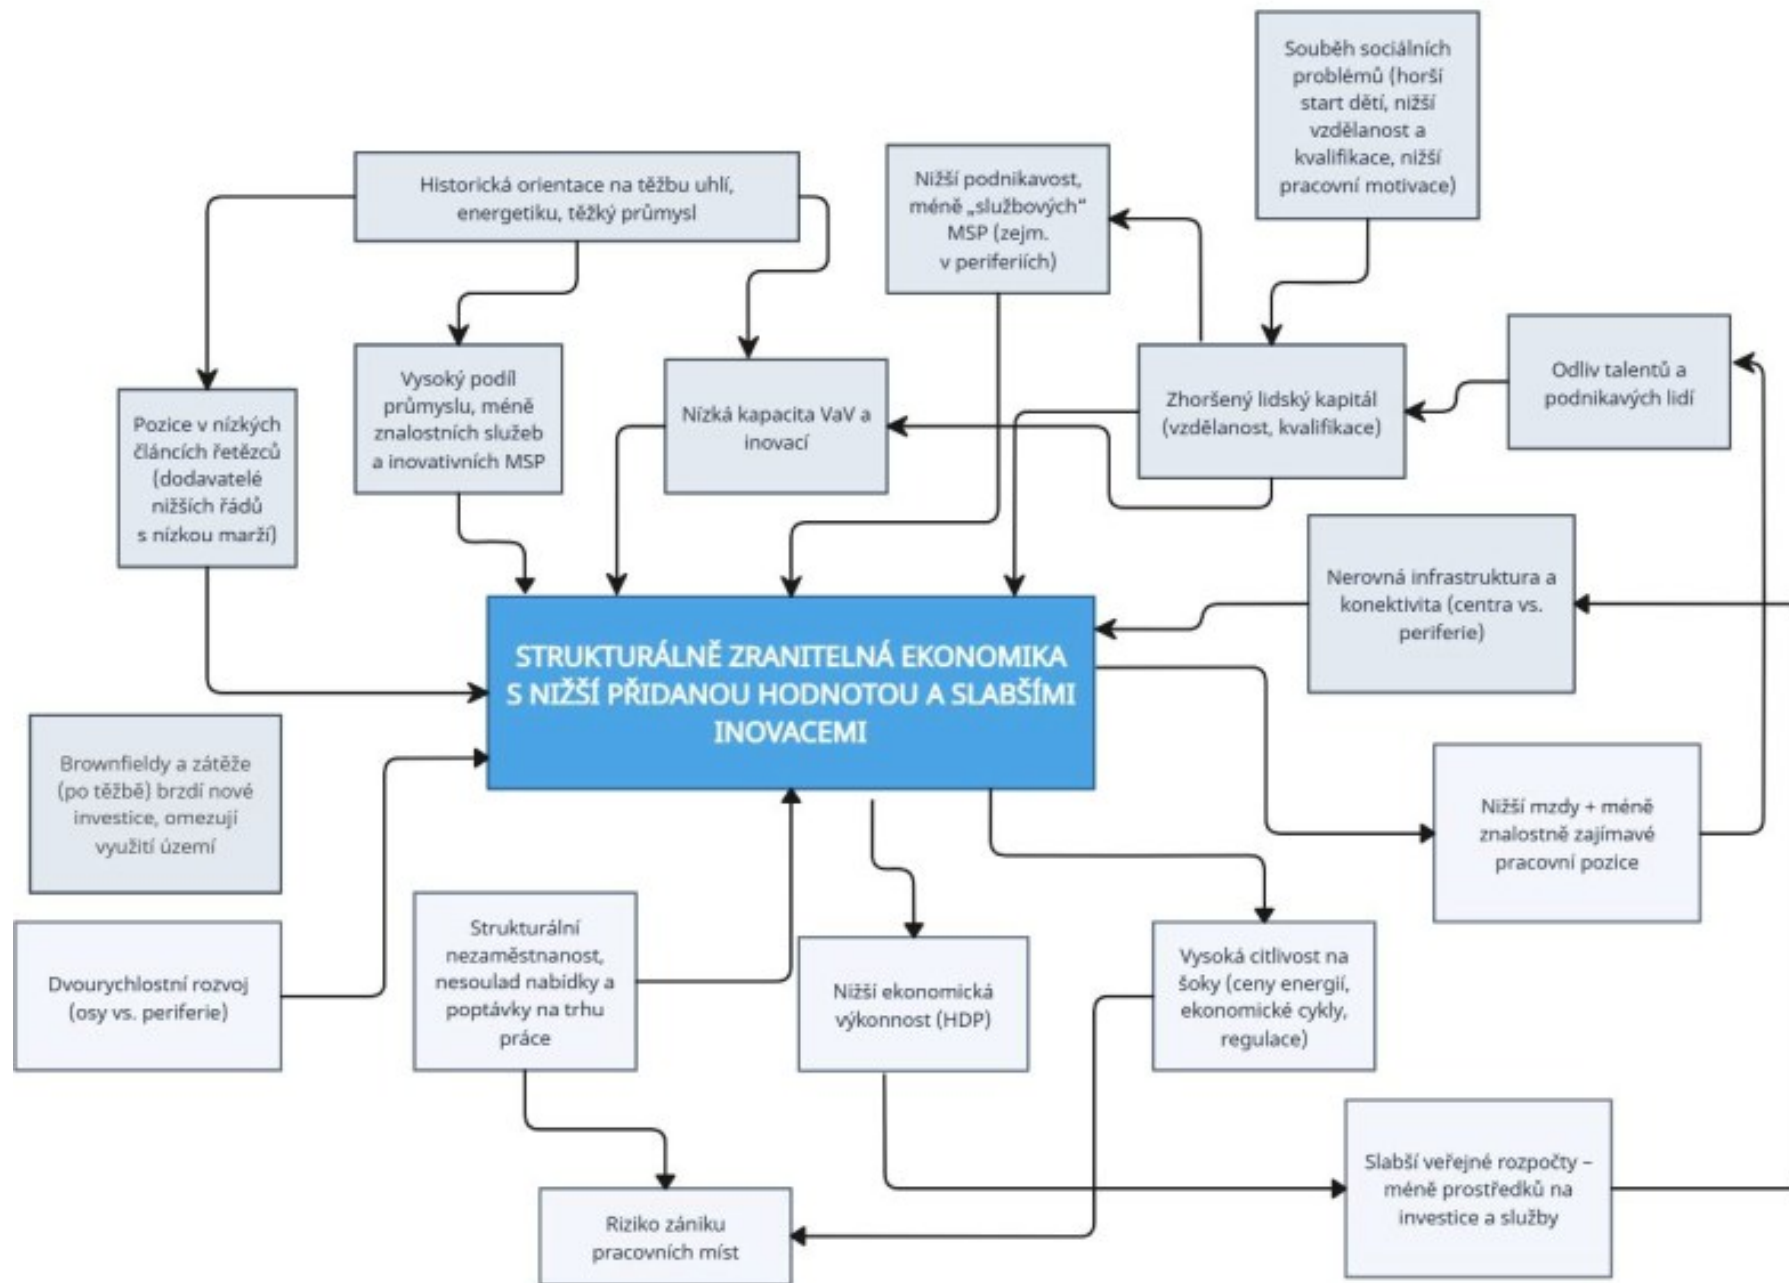 Souběh sociálních
problémů (horší
start dětí, nižší
vzdělanost a
kvalifikace, nižší
pracovní motivace)
Historická orientace na těžbu uhlí,
energetiku, těžký průmysl
Nižší podnikavost,
méně „službových“
MSP (zejm.
v periferiích)
Pozice v nízkých
článcích řetězců
(dodavatelé
nižších řádů
s nízkou marží)
Vysoký podíl
průmyslu, méně
znalostních služeb
a inovativních MSP
Nízká kapacita VaV a
inovací
Zhoršený lidský kapitál
(vzdělanost, kvalifikace)
Odliv talentů a
podnikavých lidí
Nerovná infrastruktura a
konektivita (centra vs.
periferie)
STRUKTURÁLNĚ ZRANITELNÁ EKONOMIKA
S NIŽŠÍ PŘIDANOU HODNOTOU A SLABŠÍMI
INOVACEMI
Brownfieldy a zátěže
(po těžbě) brzdí nové
investice, omezují
využití území
Nižší mzdy + méně
znalostně zajímavé
pracovní pozice
Dvourychlostní rozvoj
(osy vs. periferie)
Strukturální
nezaměstnanost,
nesoulad nabídky a
poptávky na trhu
práce
Nižší ekonomická
výkonnost (HDP)
Vysoká citlivost na
šoky (ceny energií,
ekonomické cykly,
regulace)
Slabší veřejné rozpočty –
méně prostředků na
investice a služby
Riziko zániku
pracovních míst